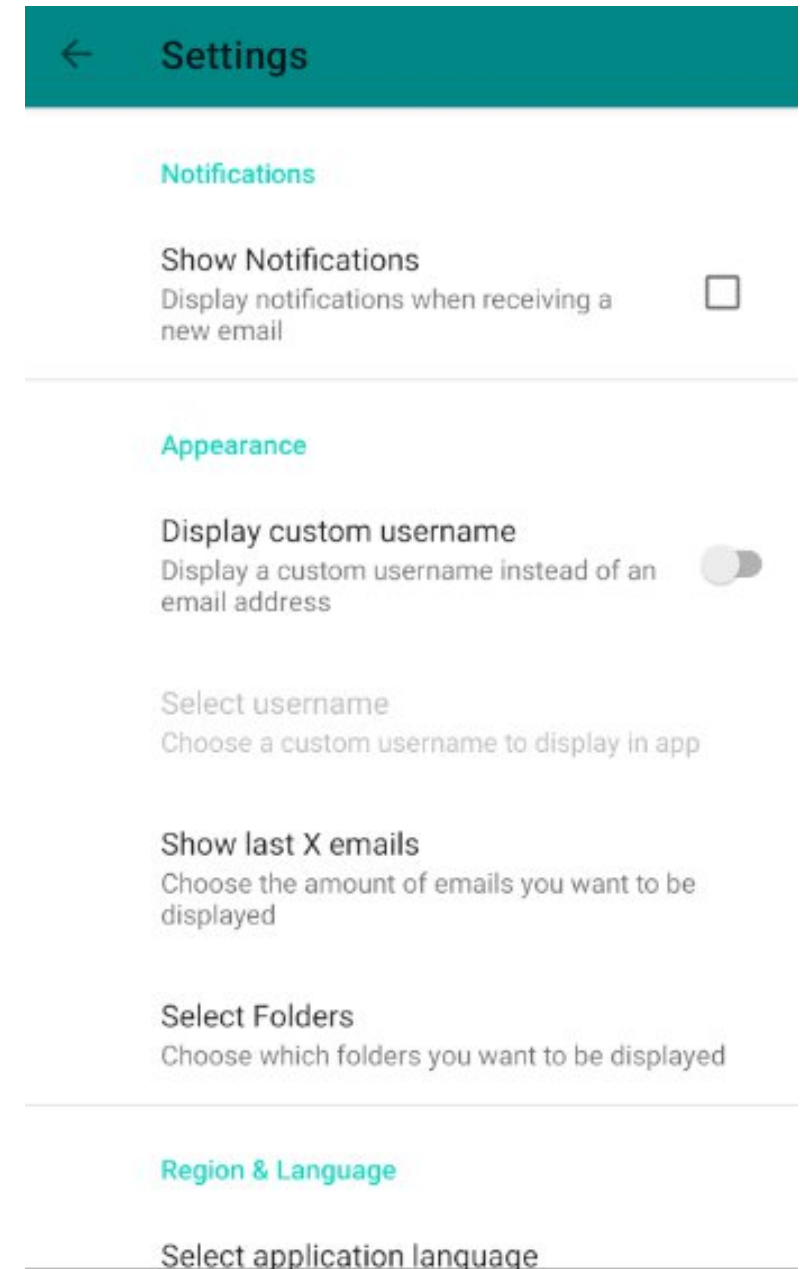 Settings
Notifications
Show Notifications
Display notifications when receiving a
new email
Appearance
Display custom username
Display a custom username instead of an
email address
Select username
Choose a custom username to display in app
Show last X emails
Choose the amount of emails you want to be
displayed
Select Folders
Choose which folders you want to be displayed
Region & Language
Select application language